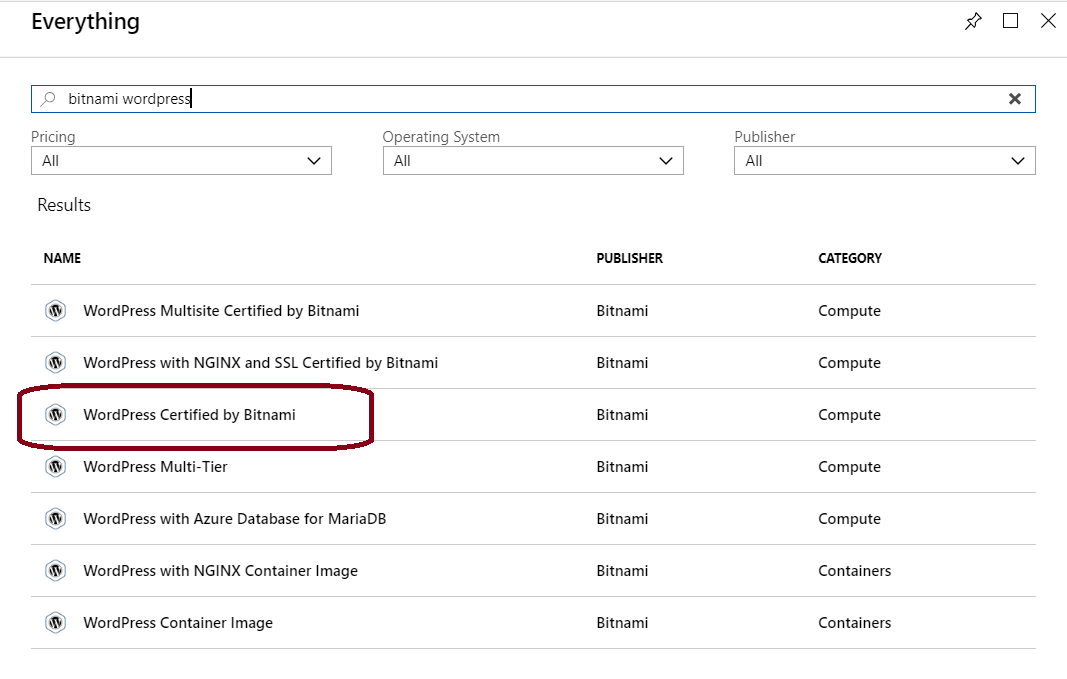 Everything
bitnami wordpress
Pricing Operating System Publisher
All All All
Results
NAME PUBLISHER CATEGORY
WordPress Multisite Certified by Bitnami Bitnami Compute
WordPress with NGINX and SSL Certified by Bitnami Bitnami Compute
WordPress Certified by Bitnami Bitnami Compute
WordPress Multi-Tier Bitnami Compute
WordPress with Azure Database for MariaDB Bitnami Compute
WordPress with NGINX Container Image Bitnami Containers
WordPress Container Image Bitnami Containers